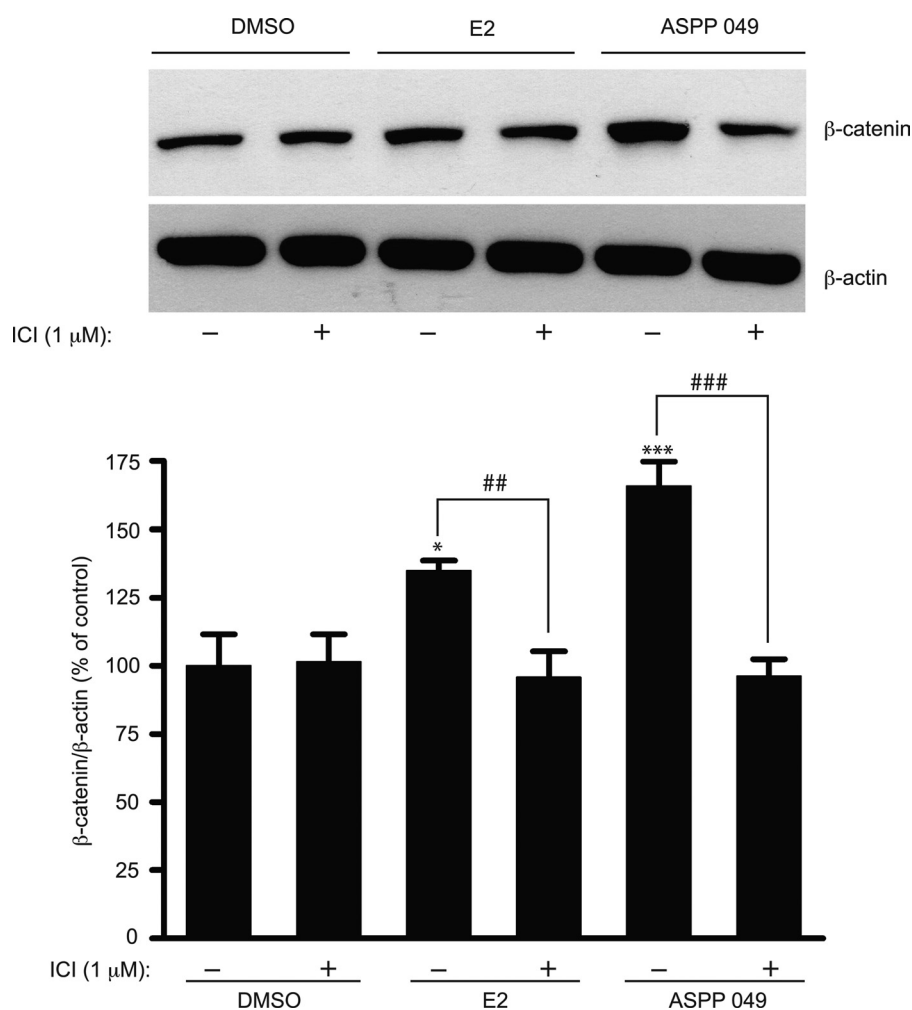 DMSO E2 ASPP 049
β-catenin
β-actin
ICI (1 μM): − + − + − +
###
##
***
*
β-catenin/β-actin (% of control)
175
150
125
100
75
50
25
0
ICI (1 μM): − + − + − +
DMSO E2 ASPP 049